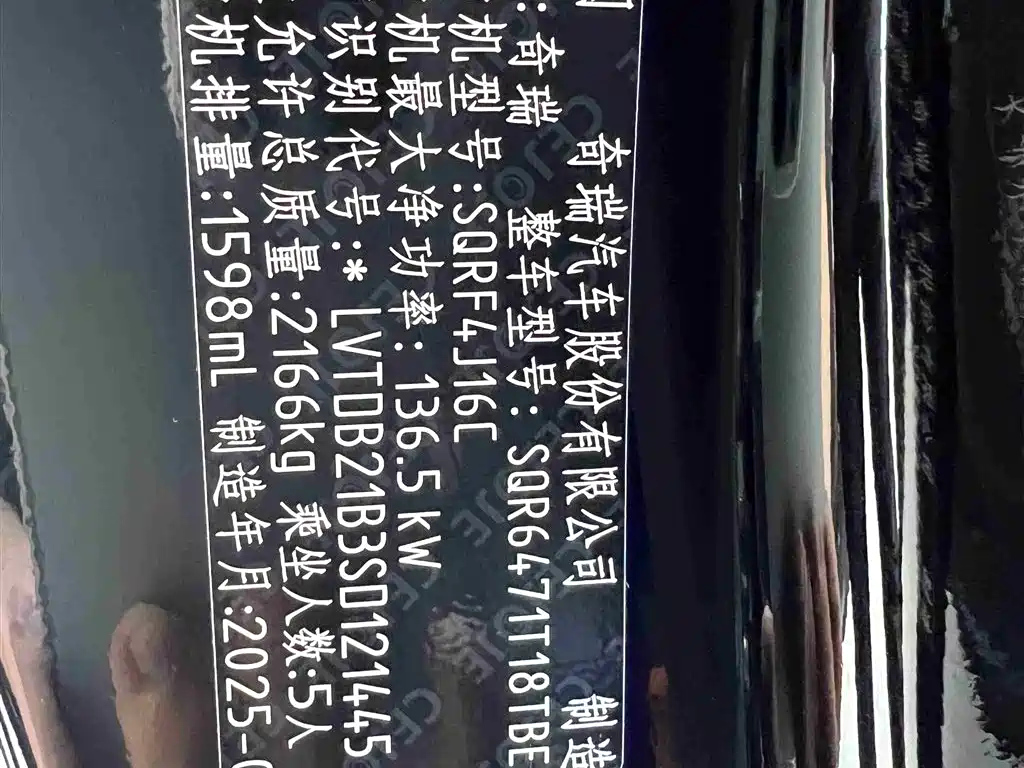 奇瑞汽车股份有限公司 制造
:奇瑞 整车型号:SQR6471T18TBE
机型号:SQRF4J16C
机最大净功率:136.5kW
识别代号:*LVTDB21B3SD121445
允许总质量:2166kg 乘坐人数:5人
机排量:1598mL 制造年月:2025-0